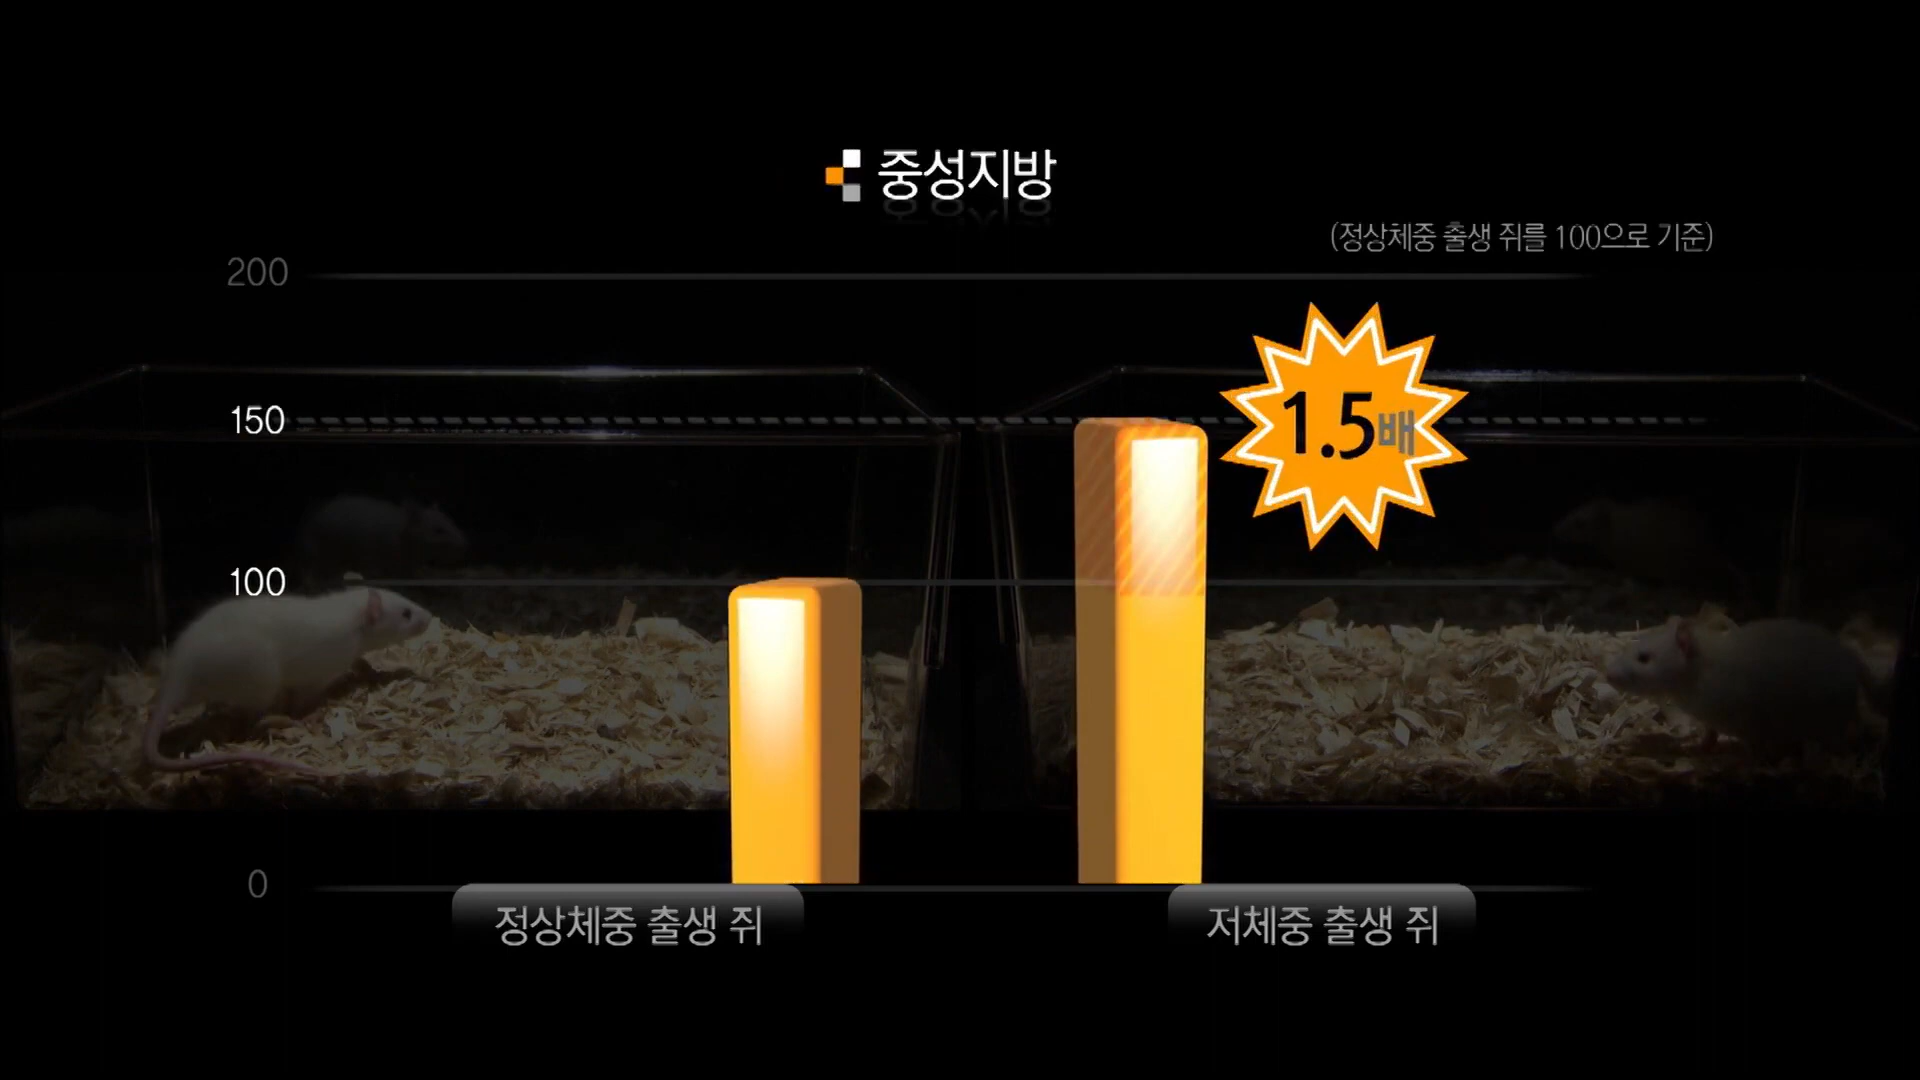 중성지방
(정상체중 출생 쥐를 100으로 기준)
200
150
1.5배
100
0
정상체중 출생 쥐
저체중 출생 쥐